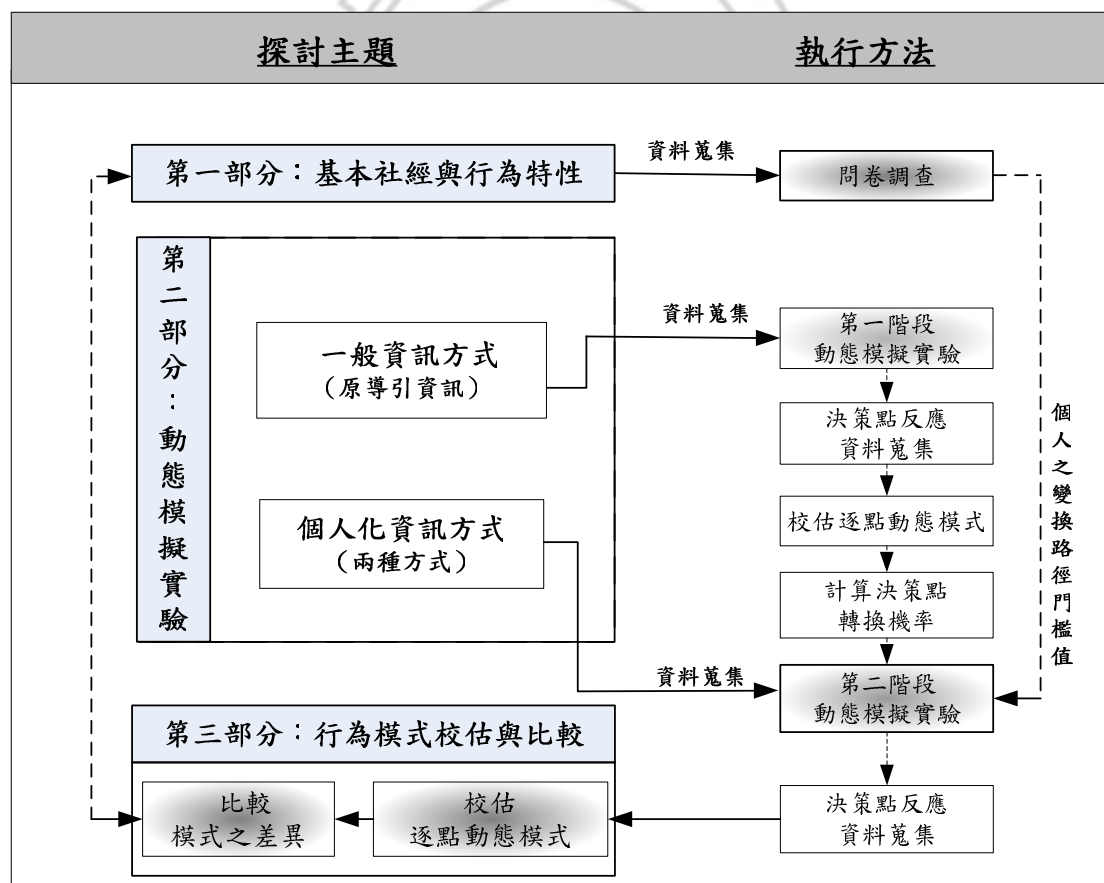 探討主題
執行方法
第一部分：基本社經與行為特性
資料蒐集
問卷調查
第二部分：動態模擬實驗
一般資訊方式
（原導引資訊）
資料蒐集
第一階段
動態模擬實驗
決策點反應
資料蒐集
校估逐點動態模式
計算決策點
轉換機率
個人之變換路徑門檻值
個人化資訊方式
（兩種方式）
資料蒐集
第二階段
動態模擬實驗
第三部分：行為模式校估與比較
比較
模式之差異
校估
逐點動態模式
決策點反應
資料蒐集